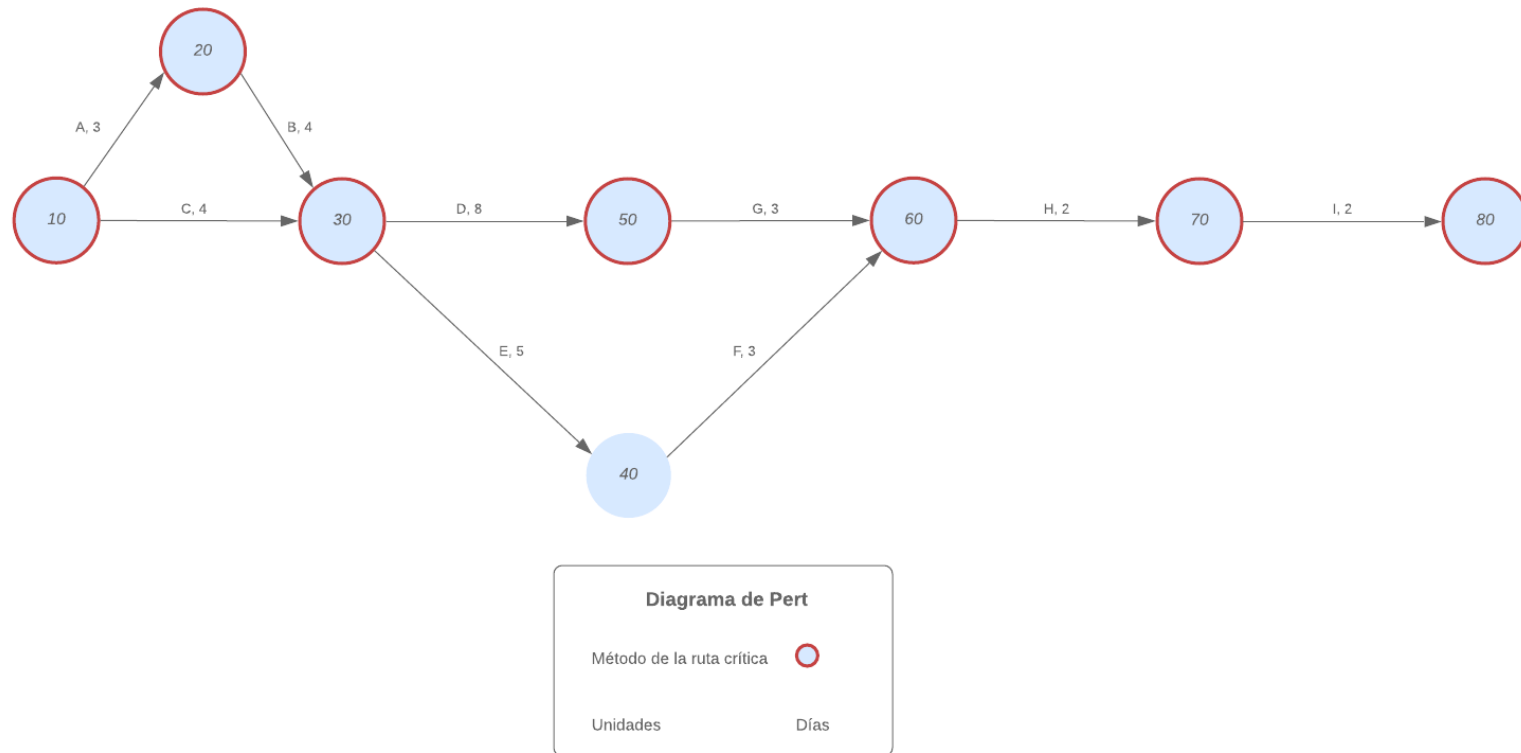 20
A, 3
B, 4
10
C, 4
30
D, 8
50
G, 3
60
H, 2
70
I, 2
80
E, 5
F, 3
40
Diagrama de Pert
Método de la ruta crítica
Unidades Días